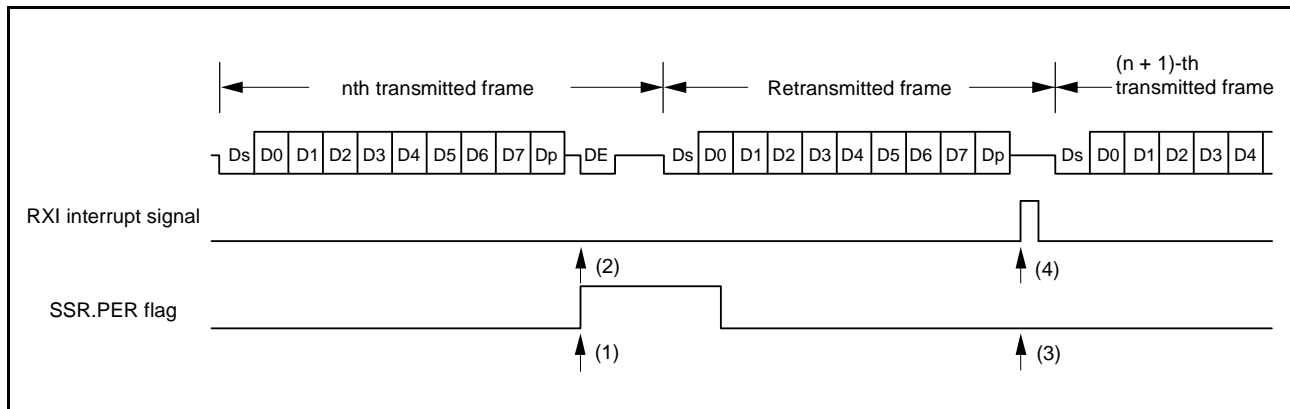 nth transmitted frame Retransmitted frame (n + 1)-th
transmitted frame
Ds D0 D1 D2 D3 D4 D5 D6 D7 Dp DE Ds D0 D1 D2 D3 D4 D5 D6 D7 Dp Ds D0 D1 D2 D3 D4
RXI interrupt signal
(2) (4)
SSR.PER flag
(1) (3)